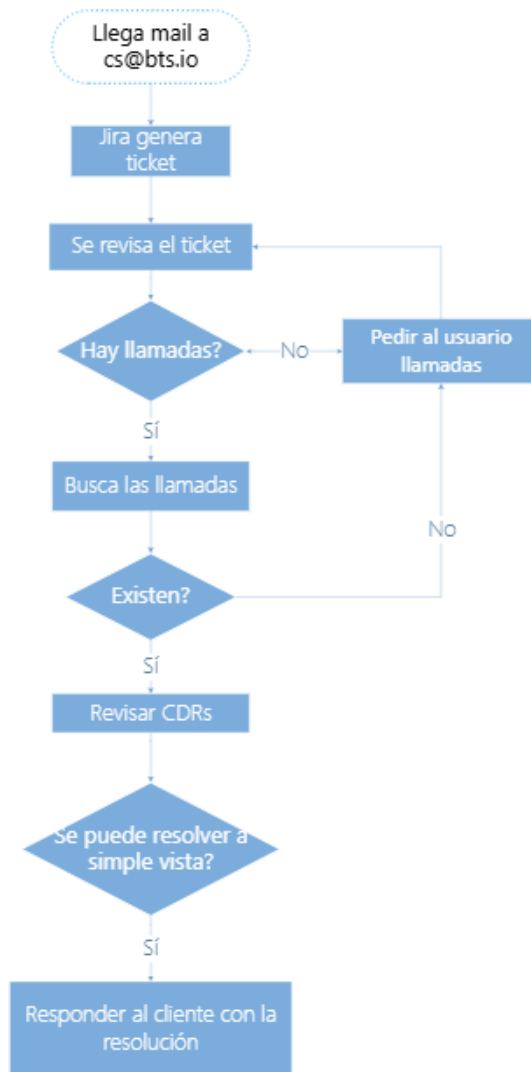 Llega mail a
cs@bts.io
Jira genera
ticket
Se revisa el ticket
Hay llamadas?
No
Pedir al usuario
llamadas
Sí
Busca las llamadas
No
Existen?
Sí
Revisar CDRs
Se puede resolver a
simple vista?
Sí
Responder al cliente con la
resolución